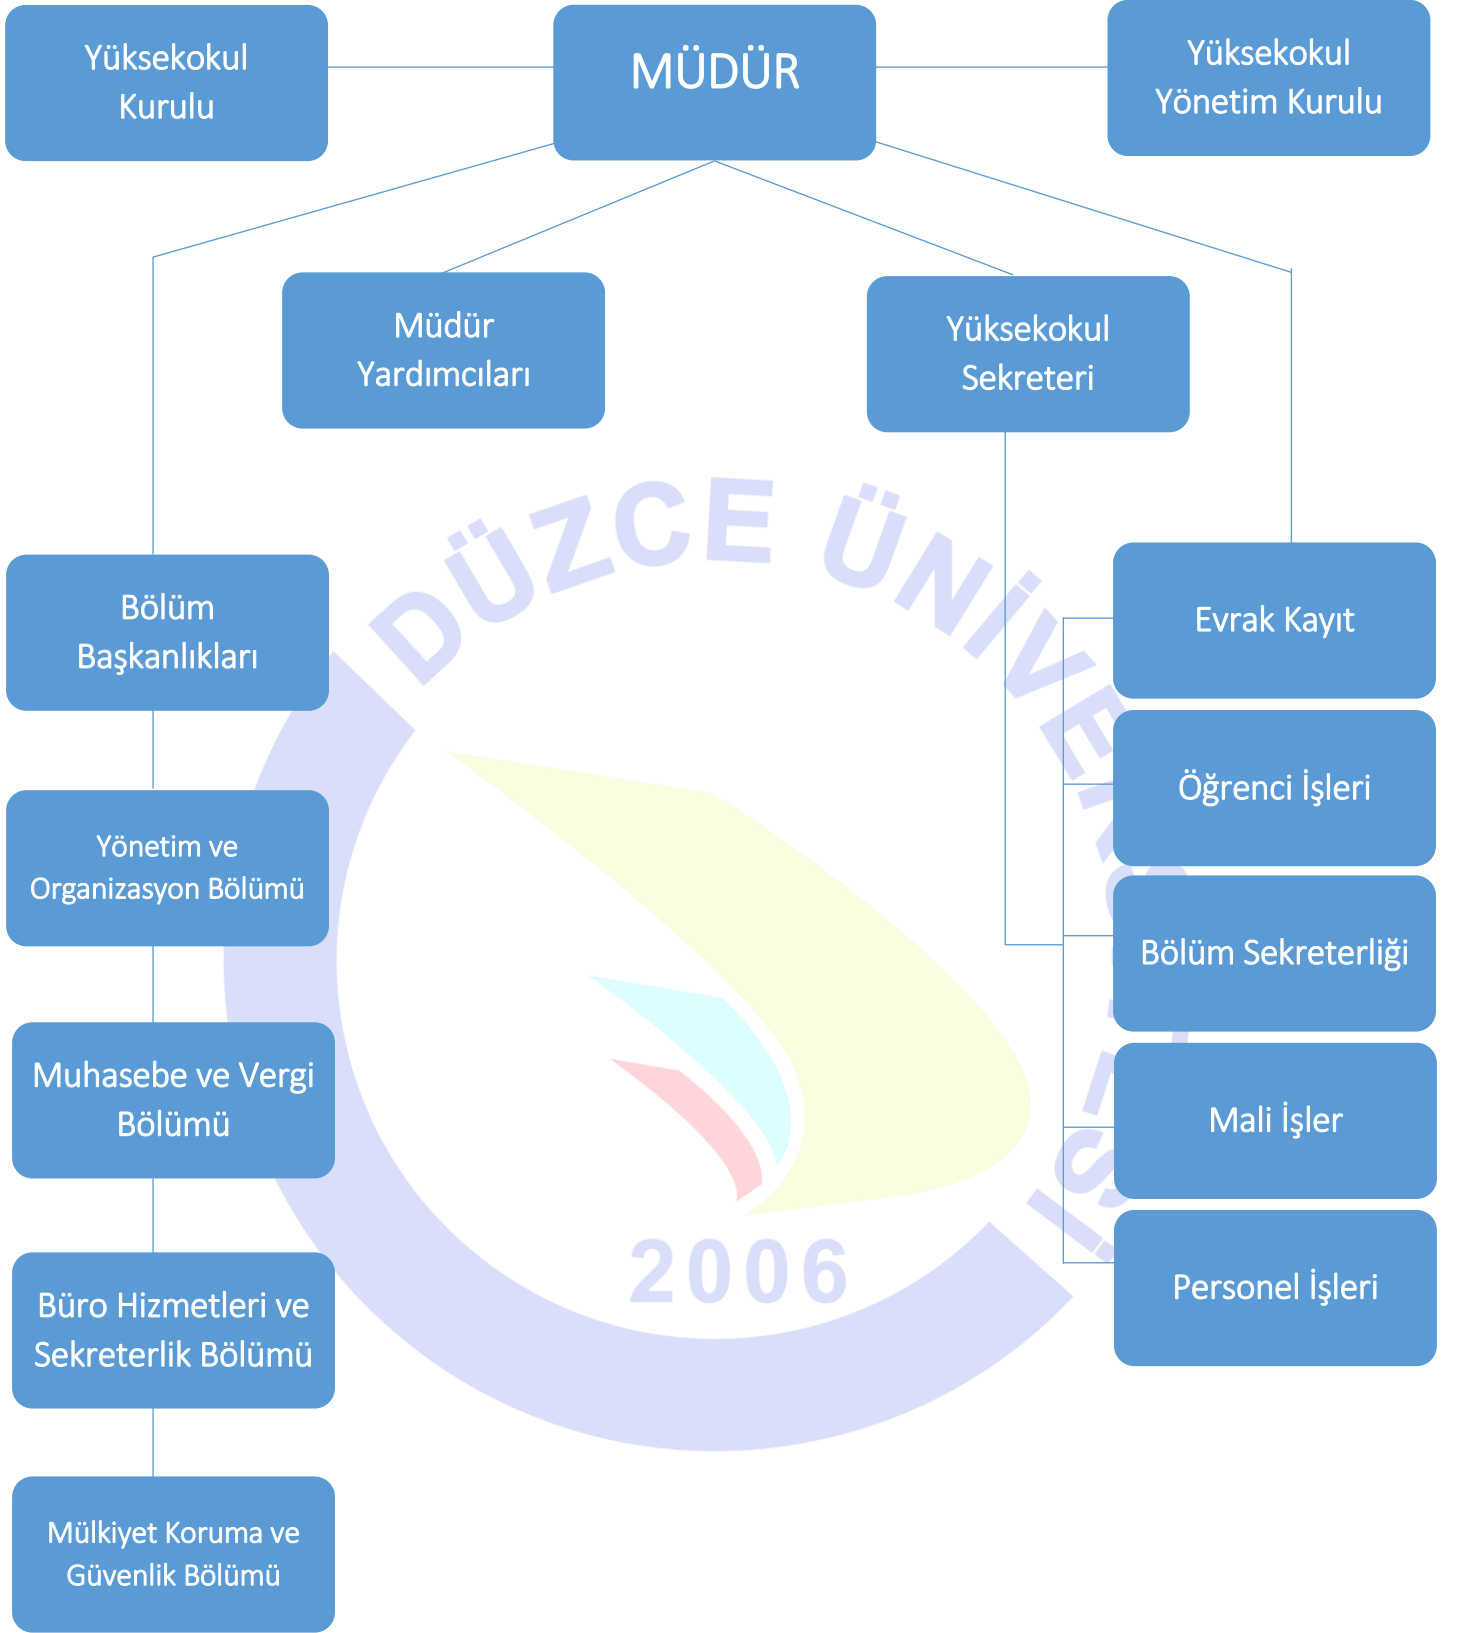 Yüksekokul
Kurulu
MÜDÜR
Yüksekokul
Yönetim Kurulu
Müdür
Yardımcıları
Yüksekokul
Sekreteri
DÜZCE ÜNİVERSİTESİ
2006
Bölüm
Başkanlıkları
Yönetim ve
Organizasyon Bölümü
Muhasebe ve Vergi
Bölümü
Büro Hizmetleri ve
Sekreterlik Bölümü
Mülkiyet Koruma ve
Güvenlik Bölümü
Evrak Kayıt
Öğrenci İşleri
Bölüm Sekreterliği
Mali İşler
Personel İşleri